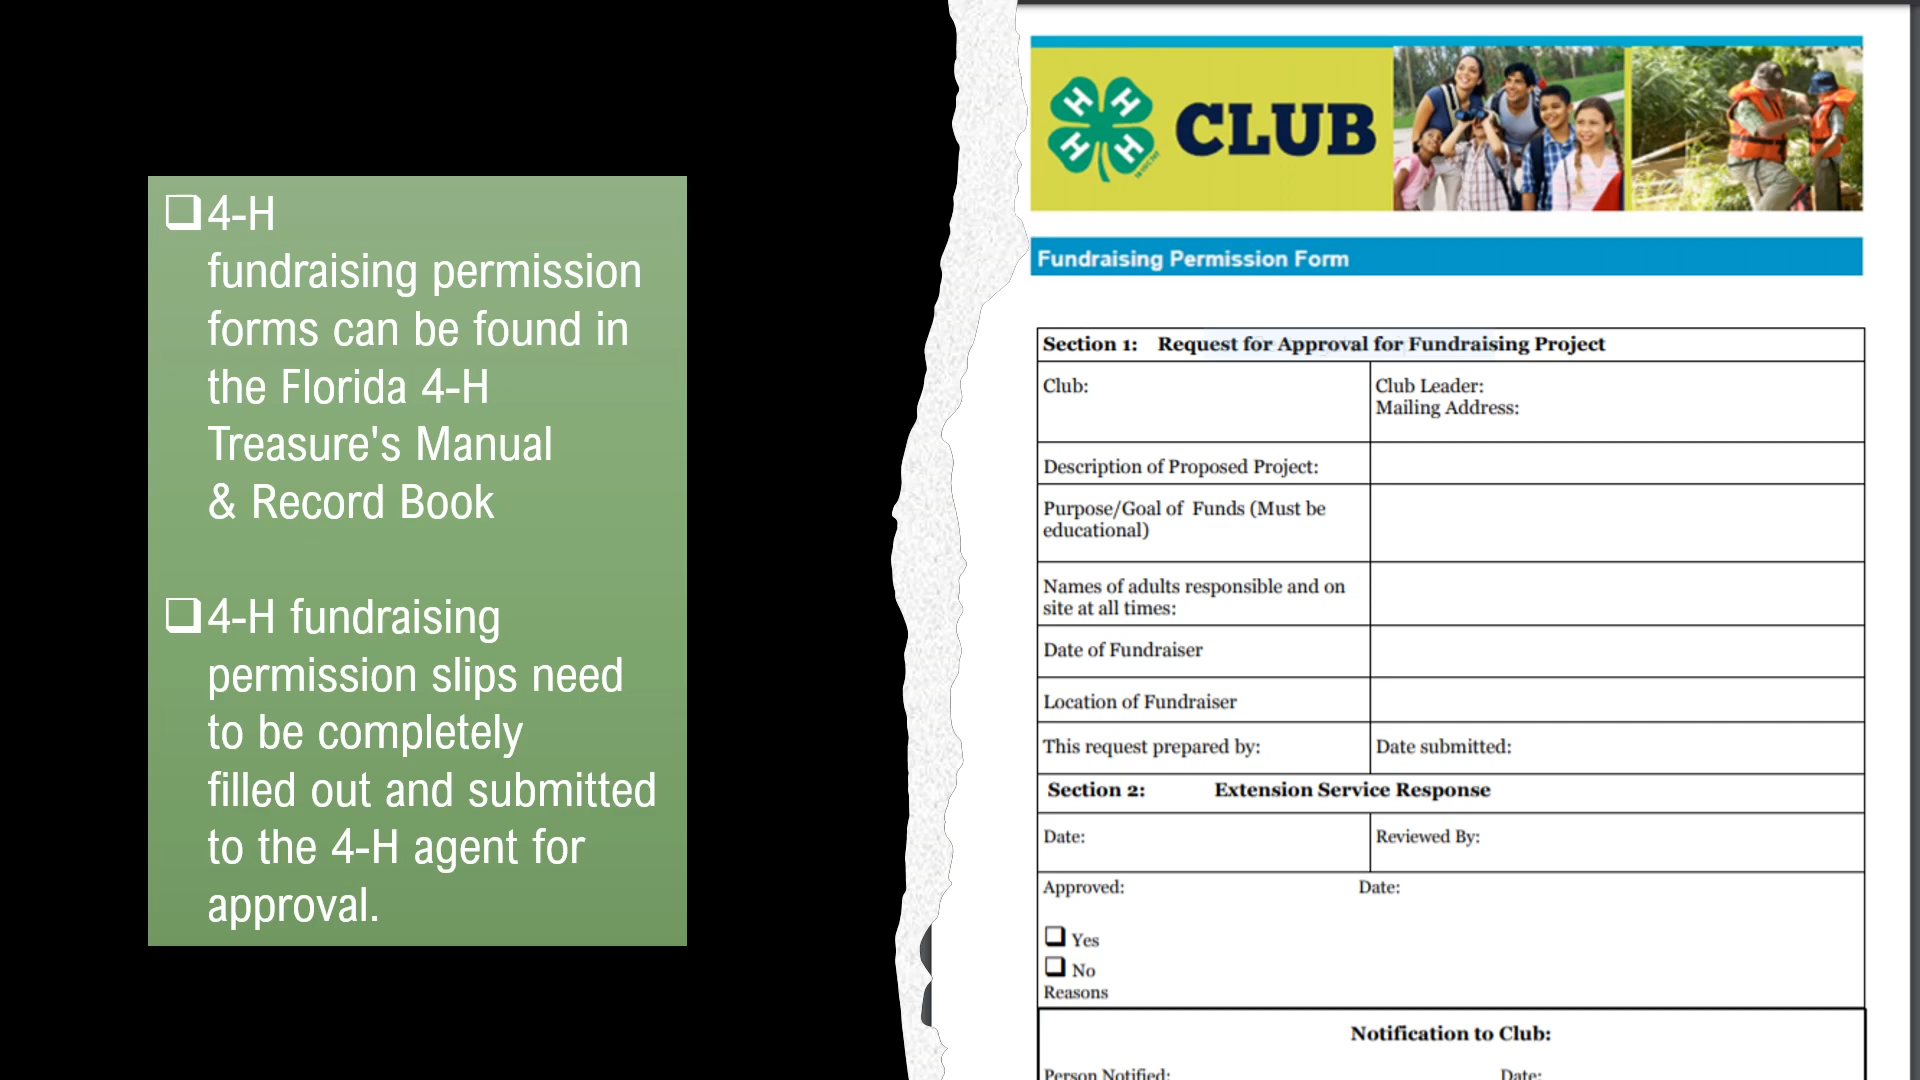 ❑ 4-H
fundraising permission
forms can be found in
the Florida 4-H
Treasure's Manual
& Record Book
❑ 4-H fundraising
permission slips need
to be completely
filled out and submitted
to the 4-H agent for
approval.
H H H H
CLUB
Fundraising Permission Form
Section 1: Request for Approval for Fundraising Project
Club:
Club Leader:
Mailing Address:
Description of Proposed Project:
Purpose/Goal of Funds (Must be
educational)
Names of adults responsible and on
site at all times:
Date of Fundraiser
Location of Fundraiser
This request prepared by: Date submitted:
Section 2: Extension Service Response
Date: Reviewed By:
Approved: Date:
❑ Yes
❑ No
Reasons
Notification to Club:
Person Notified: Date: